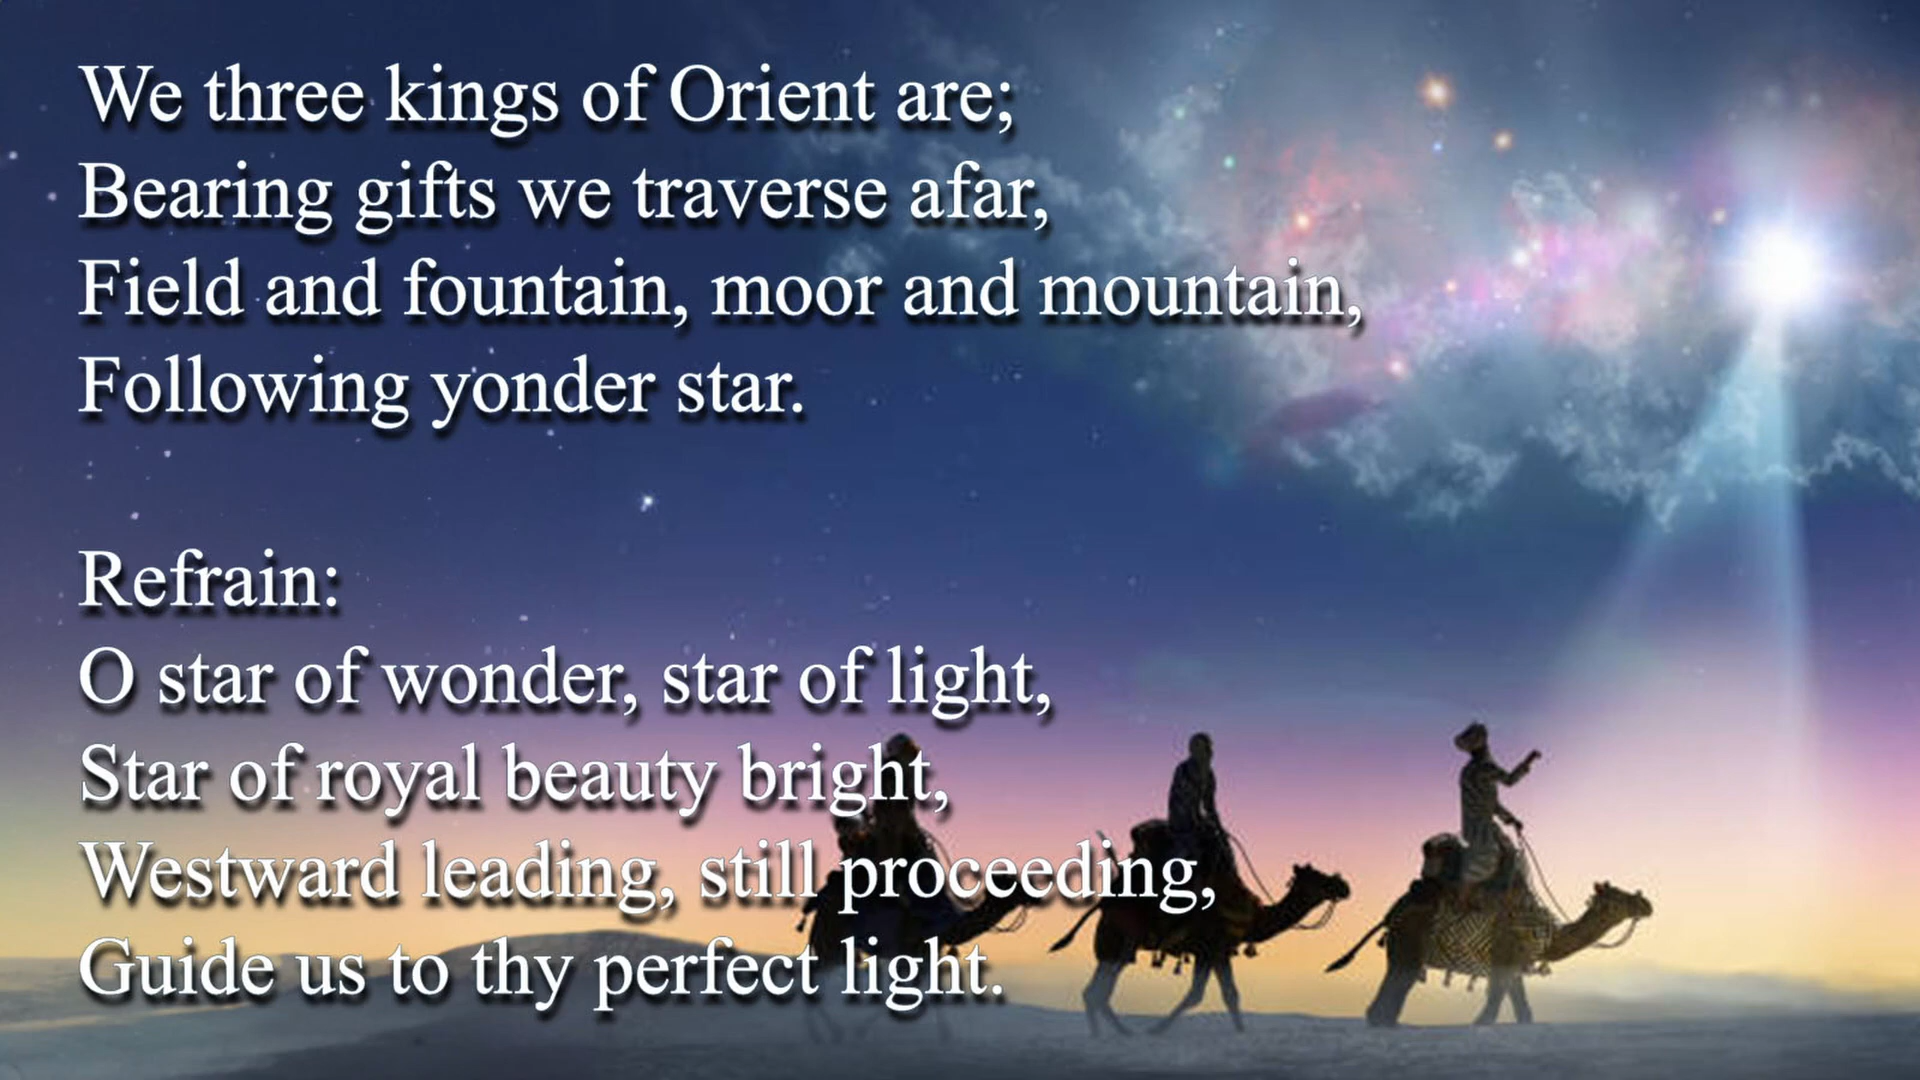 We three kings of Orient are;
Bearing gifts we traverse afar,
Field and fountain, moor and mountain,
Following yonder star.
Refrain:
O star of wonder, star of light,
Star of royal beauty bright,
Westward leading, still proceeding,
Guide us to thy perfect light.